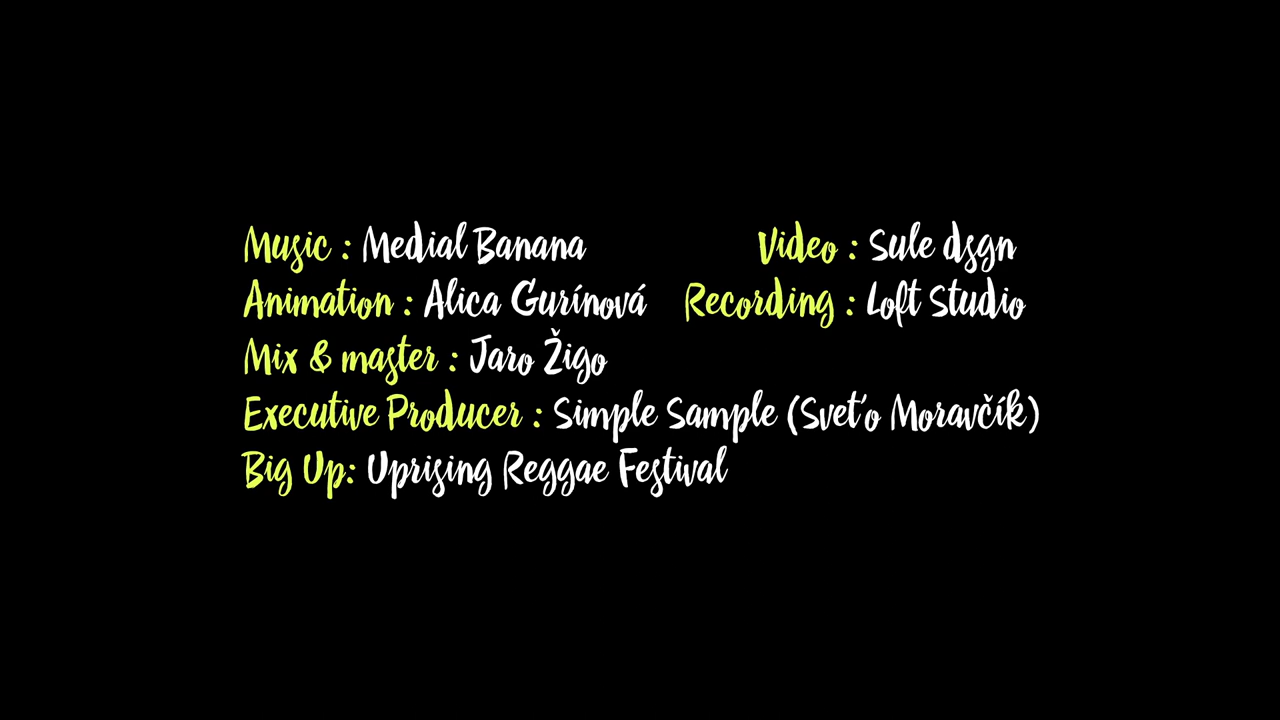 Music : Medial Banana Video : Sule dsgn
Animation : Alica Gurínová Recording : Loft Studio
Mix & master : Jaro Žigo
Executive Producer : Simple Sample (Sveťo Moravčík)
Big Up: Uprising Reggae Festival